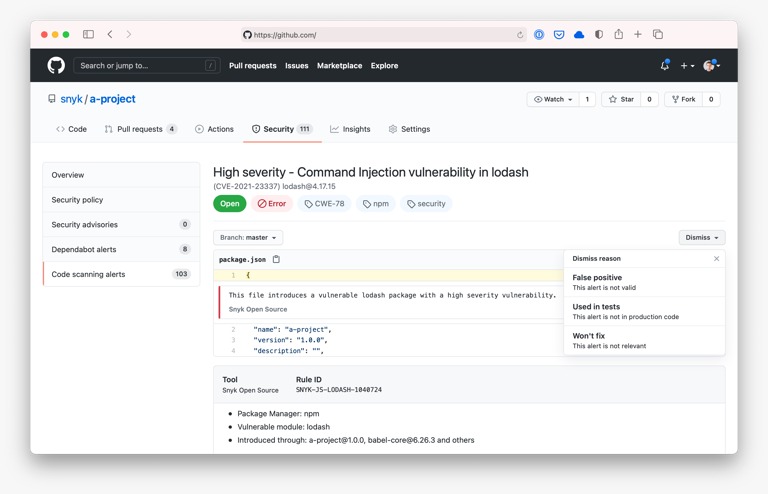 https://github.com/
Search or jump to... /
Pull requests Issues Marketplace Explore
snyk / a-project
Watch 1 Star 0 Fork 0
Code Pull requests 4 Actions Security 111 Insights Settings
Overview
Security policy
Security advisories 0
Dependabot alerts 8
Code scanning alerts 103
High severity - Command Injection vulnerability in lodash
(CVE-2021-23337) lodash@4.17.15
Open Error CWE-78 npm security
Branch: master
Dismiss
package.json
1 {
This file introduces a vulnerable lodash package with a high severity vulnerability.
Snyk Open Source
2 "name": "a-project",
3 "version": "1.0.0",
4 "description": "",
Dismiss reason
False positive
This alert is not valid
Used in tests
This alert is not in production code
Won't fix
This alert is not relevant
Tool Rule ID
Snyk Open Source SNYK-JS-LODASH-1040724
Package Manager: npm
Vulnerable module: lodash
Introduced through: a-project@1.0.0, babel-core@6.26.3 and others